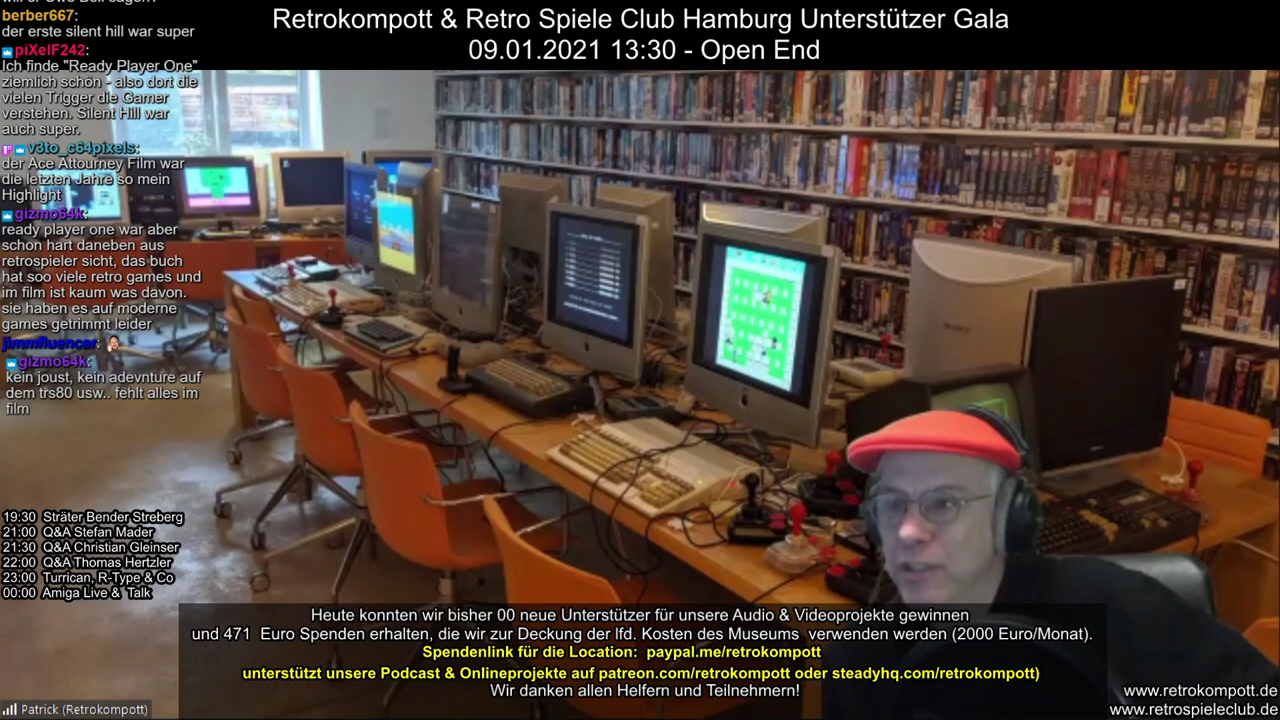 Retrokompott & Retro Spiele Club Hamburg Unterstützer Gala
09.01.2021 13:30 - Open End
berber667:
der erste silent hill war super
piXelF242:
Ich finde "Ready Player One"
ziemlich schön - also dort die
vielen Trigger die Gamer
verstehen. Silent Hill war
auch super.
v3to_c64pixels:
der Ace Attourney Film war
die letzten Jahre so mein
Highlight
gizmo64k:
ready player one war aber
schon hart daneben aus
retrospieler sicht, das buch
hat soo viele retro games und
im film ist kaum was davon.
sie haben es auf moderne
games getrimmt leider
jimmfluencer:
gizmo64k:
kein joust, kein adevnture auf
dem trs80 usw.. fehlt alles im
film
19:30 Sträter Bender Streberg
21:00 Q&A Stefan Mader
21:30 Q&A Christian Gleinser
22:00 Q&A Thomas Hertzler
23:00 Turrican, R-Type & Co
00:00 Amiga Live & Talk
SONY
Heute konnten wir bisher 00 neue Unterstützer für unsere Audio & Videoprojekte gewinnen
und 471 Euro Spenden erhalten, die wir zur Deckung der lfd. Kosten des Museums verwenden werden (2000 Euro/Monat).
Spendenlink für die Location: paypal.me/retrokompott
unterstützt unsere Podcast & Onlineprojekte auf patreon.com/retrokompott oder steadyhq.com/retrokompott)
Wir danken allen Helfern und Teilnehmern!
Patrick (Retrokompott)
www.retrokompott.de
www.retrospieleclub.de